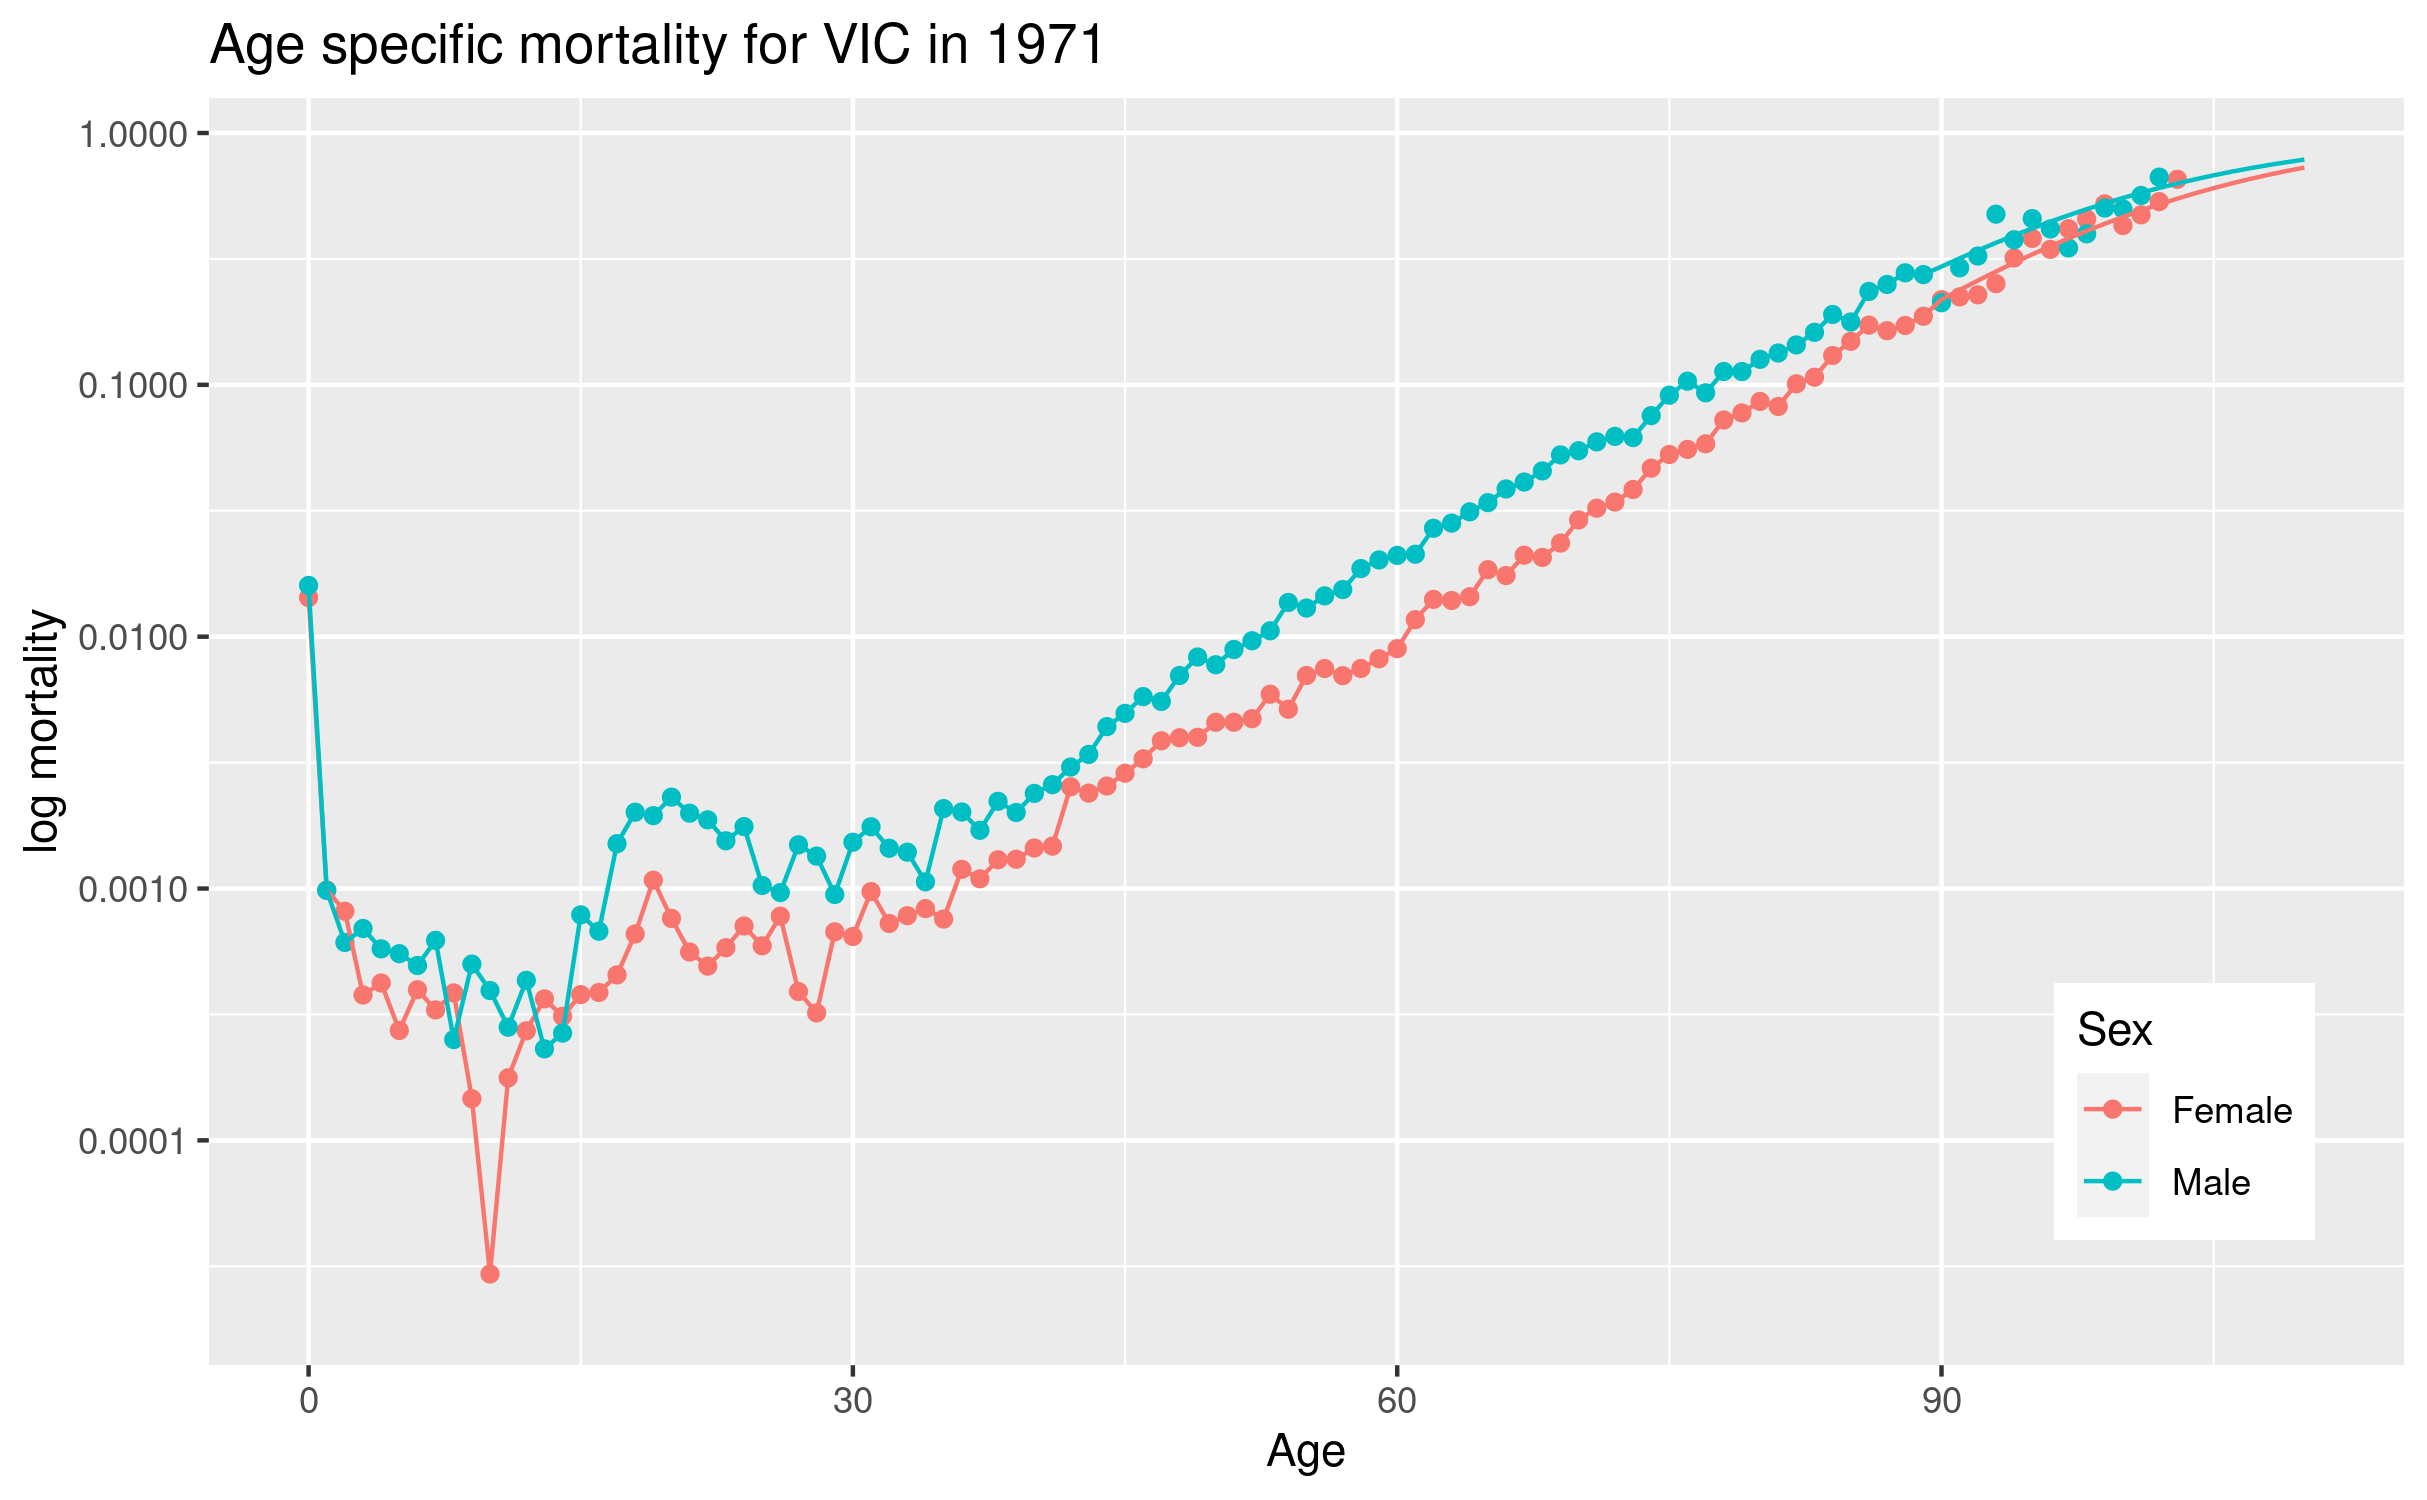 Age specific mortality for VIC in 1971
1.0000
0.1000
0.0100
0.0010
0.0001
log mortality
0 30 60 90
Age
Sex
Female
Male